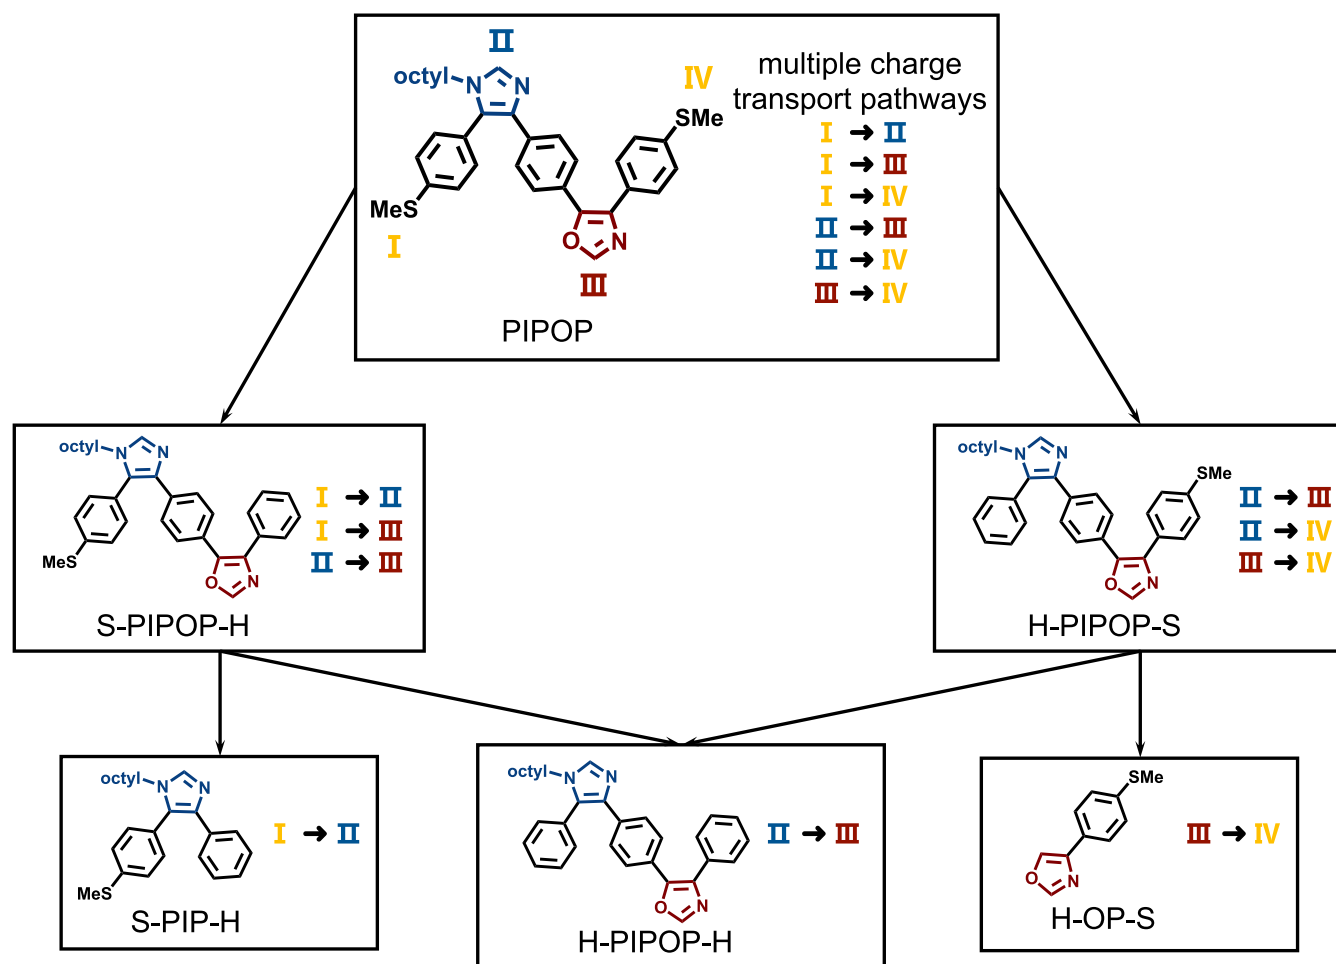 II
octyl
N
N
IV
SMe
MeS
I
O
N
III
PIPOP
multiple charge
transport pathways
I → II
I → III
I → IV
II → III
II → IV
III → IV
octyl
N
N
MeS
O
N
I → II
I → III
II → III
S-PIPOP-H
octyl
N
N
SMe
O
N
II → III
II → IV
III → IV
H-PIPOP-S
octyl
N
N
MeS
I → II
S-PIP-H
octyl
N
N
O
N
II → III
H-PIPOP-H
SMe
O
N
III → IV
H-OP-S